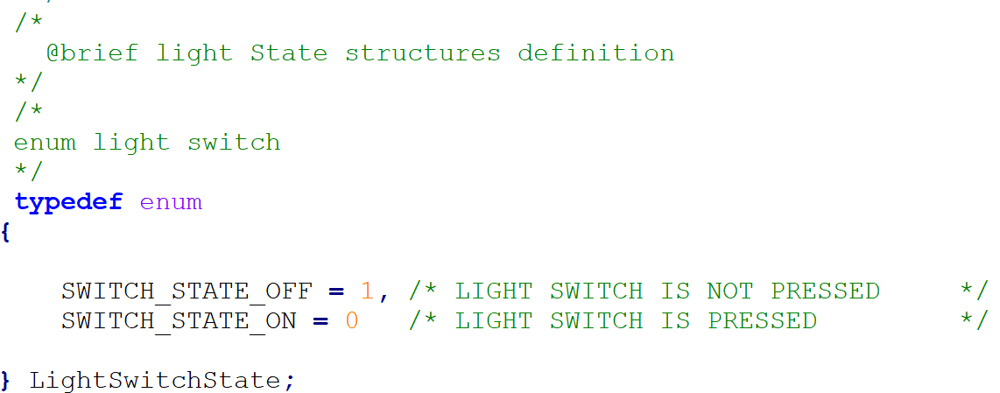 /*
  @brief light State structures definition
*/
/*
enum light switch
*/
typedef enum
{
    SWITCH_STATE_OFF = 1, /* LIGHT SWITCH IS NOT PRESSED     */
    SWITCH_STATE_ON = 0   /* LIGHT SWITCH IS PRESSED         */
} LightSwitchState;